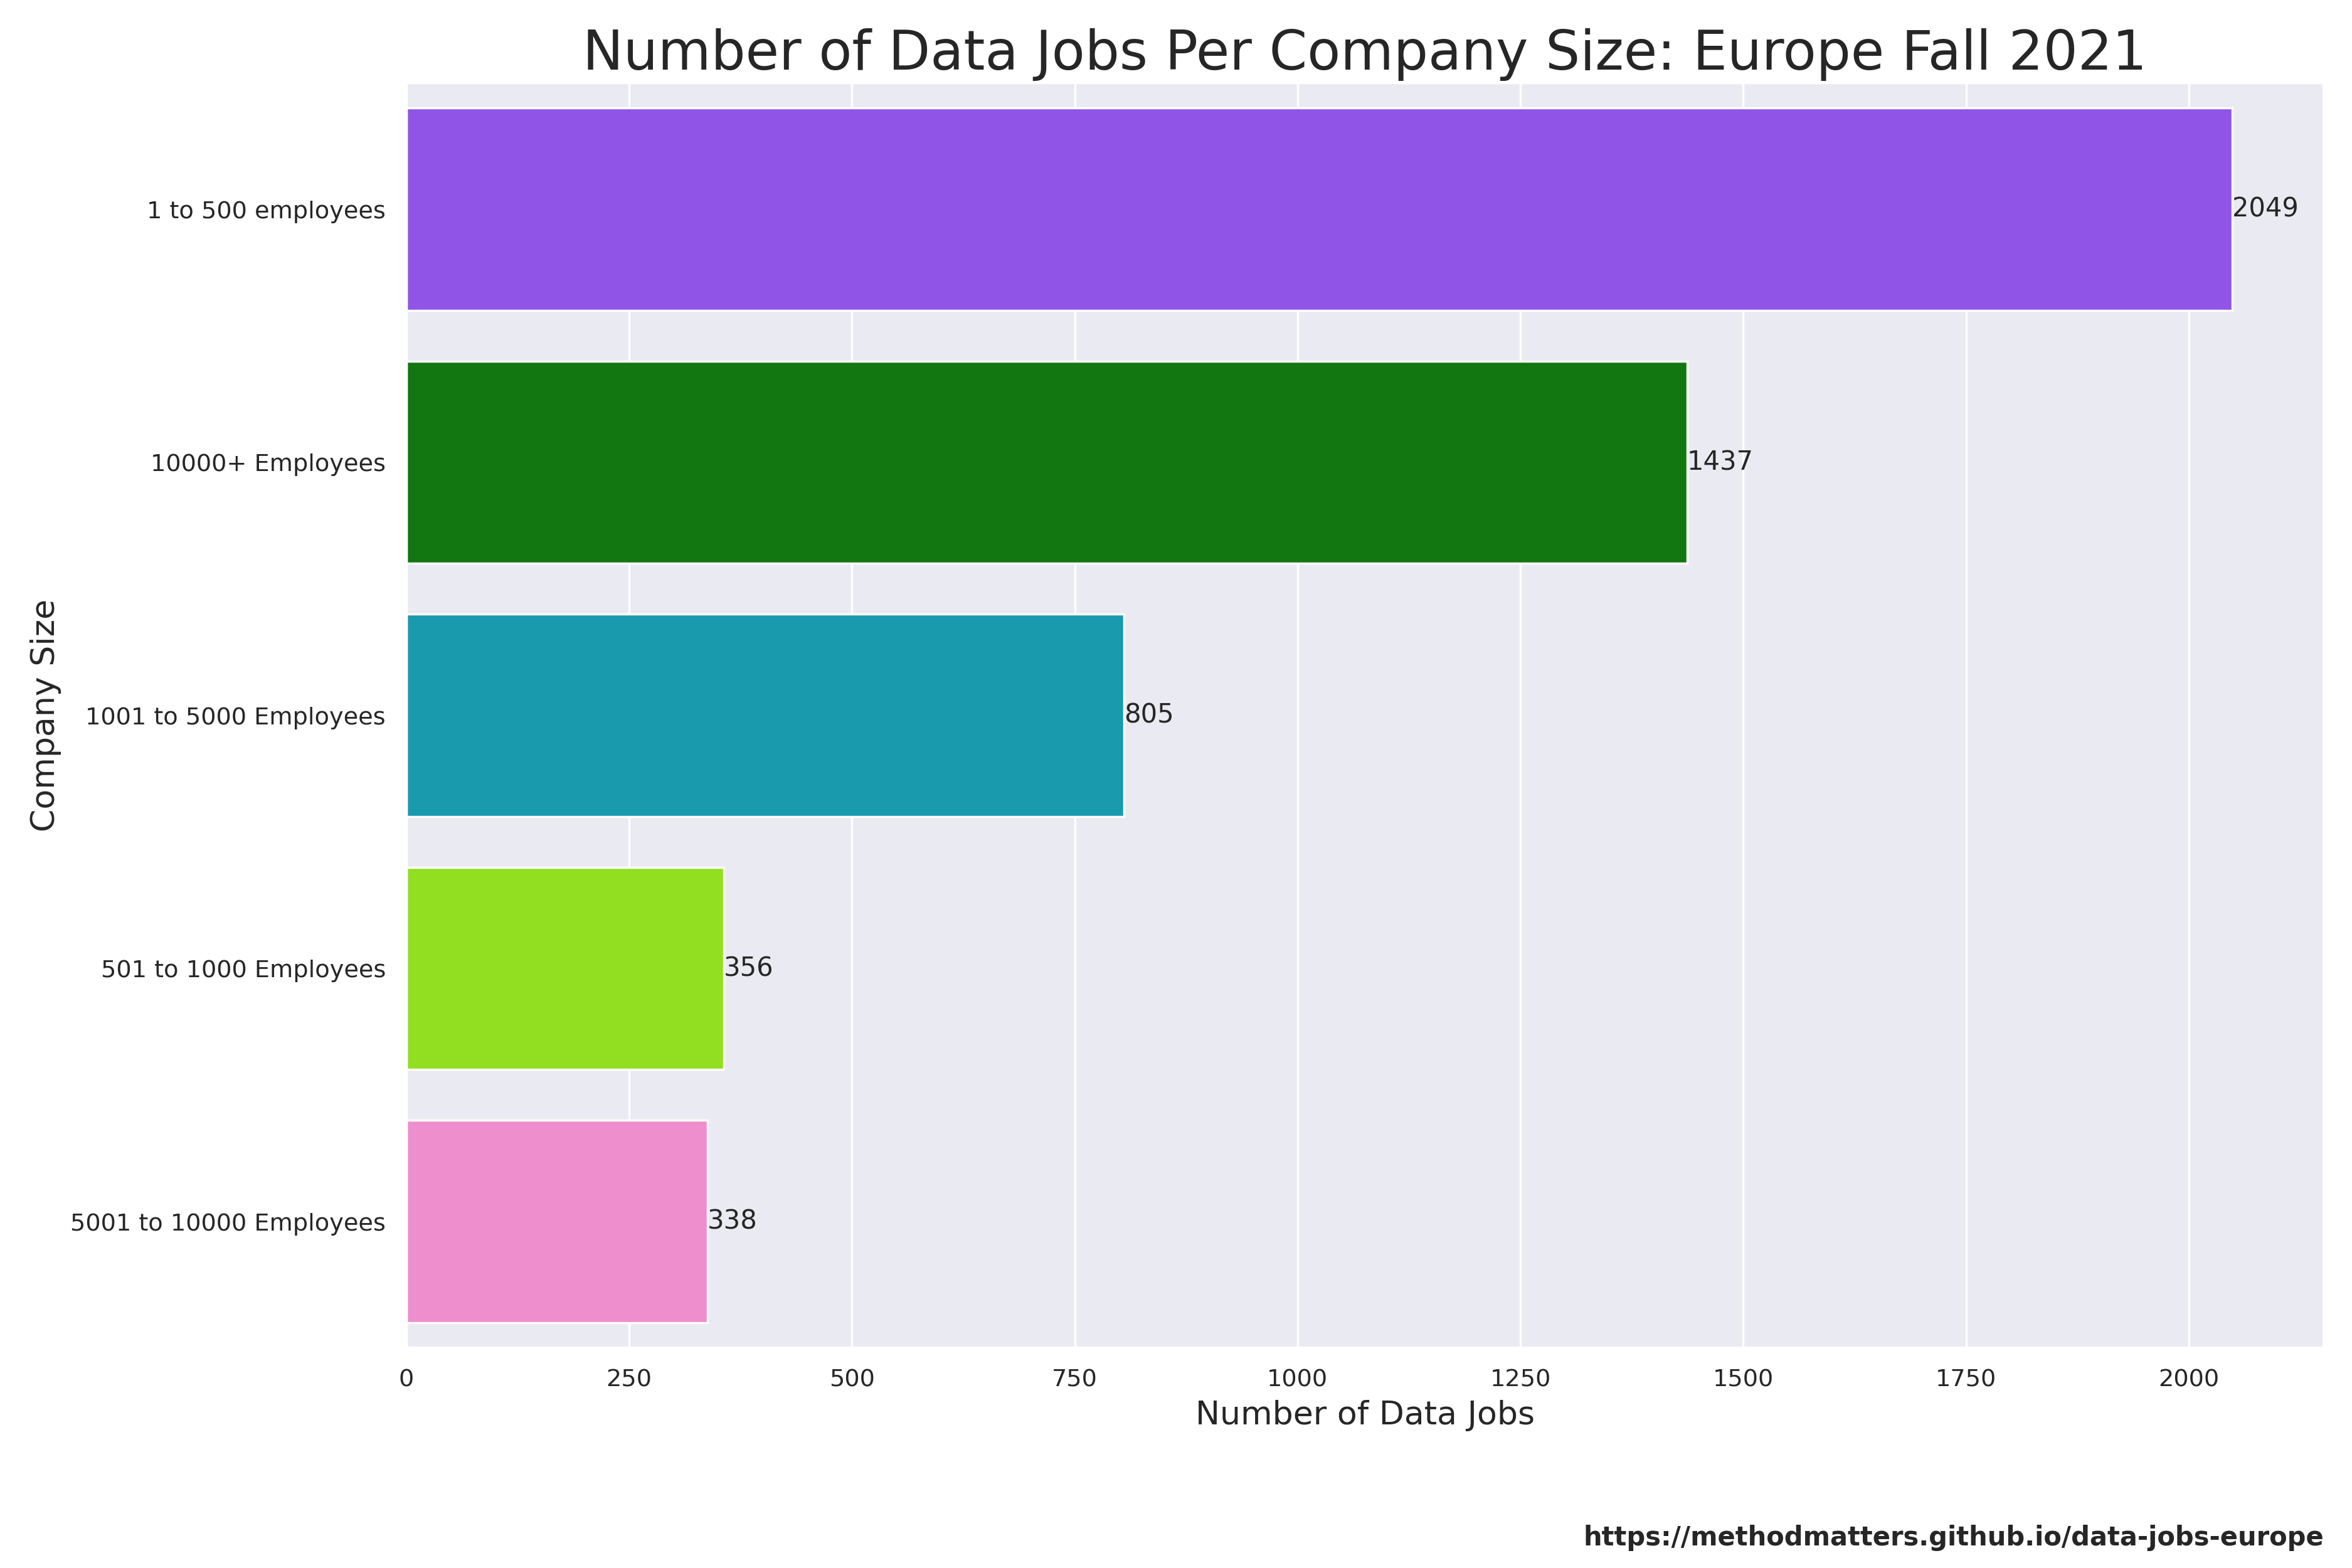 Number of Data Jobs Per Company Size: Europe Fall 2021
Company Size
1 to 500 employees
2049
10000+ Employees
1437
1001 to 5000 Employees
805
501 to 1000 Employees
356
5001 to 10000 Employees
338
0 250 500 750 1000 1250 1500 1750 2000
Number of Data Jobs
https://methodmatters.github.io/data-jobs-europe